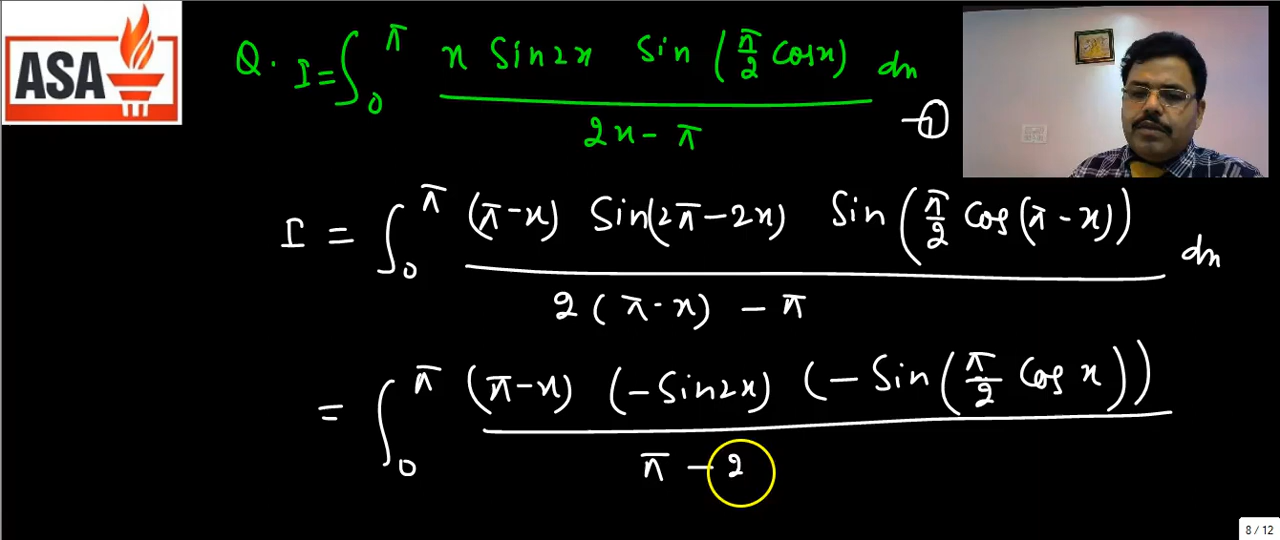 ASA
Q. I = ∫₀^π x Sin2x Sin (π/2 Cosx) / 2x - π dx —①
I = ∫₀^π (π-x) Sin(2π-2x) Sin (π/2 Cos(π-x)) / 2(π-x) - π dx
= ∫₀^π (π-x) (-Sin2x) (-Sin (π/2 Cos x)) / π - 2
8 / 12